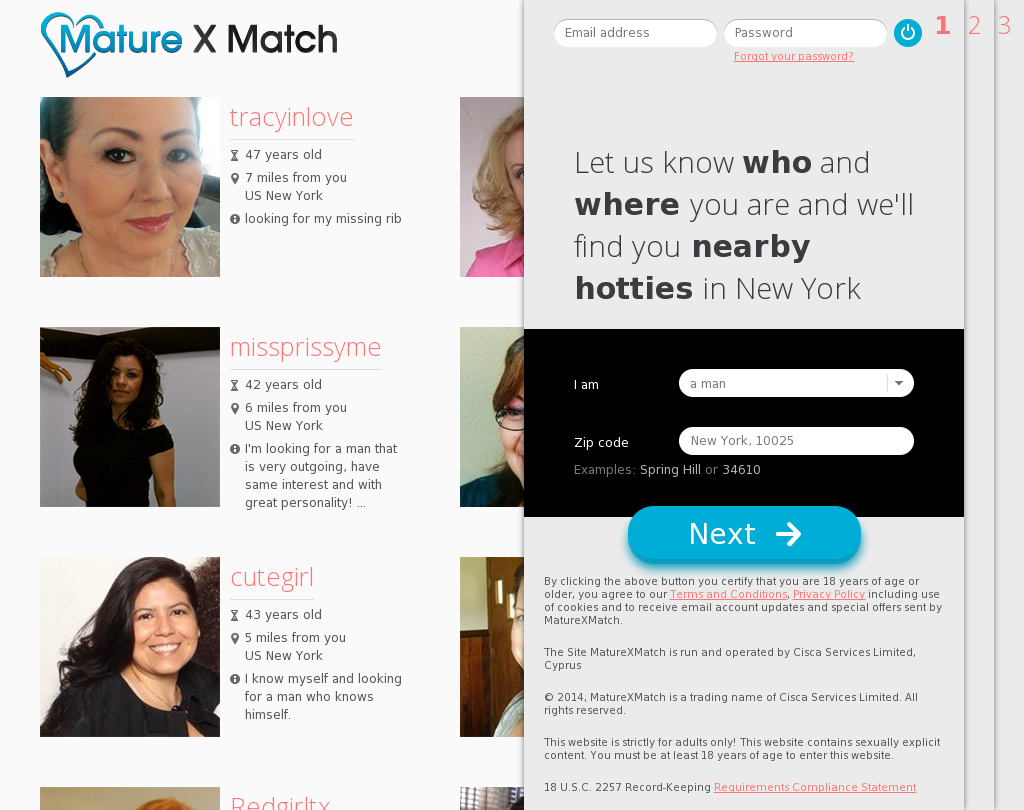 Mature X Match
Email address
Password
1 2 3
Forgot your password?
tracyinlove
47 years old
7 miles from you
US New York
looking for my missing rib
missprissyme
42 years old
6 miles from you
US New York
I'm looking for a man that
is very outgoing, have
same interest and with
great personality! ...
cutegirl
43 years old
5 miles from you
US New York
I know myself and looking
for a man who knows
himself.
Redgirltx
Let us know who and
where you are and we'll
find you nearby
hotties in New York
I am
a man
Zip code
New York, 10025
Examples: Spring Hill or 34610
Next
By clicking the above button you certify that you are 18 years of age or
older, you agree to our Terms and Conditions, Privacy Policy including use
of cookies and to receive email account updates and special offers sent by
MatureXMatch.
The Site MatureXMatch is run and operated by Cisca Services Limited,
Cyprus
© 2014, MatureXMatch is a trading name of Cisca Services Limited. All
rights reserved.
This website is strictly for adults only! This website contains sexually explicit
content. You must be at least 18 years of age to enter this website.
18 U.S.C. 2257 Record-Keeping Requirements Compliance Statement